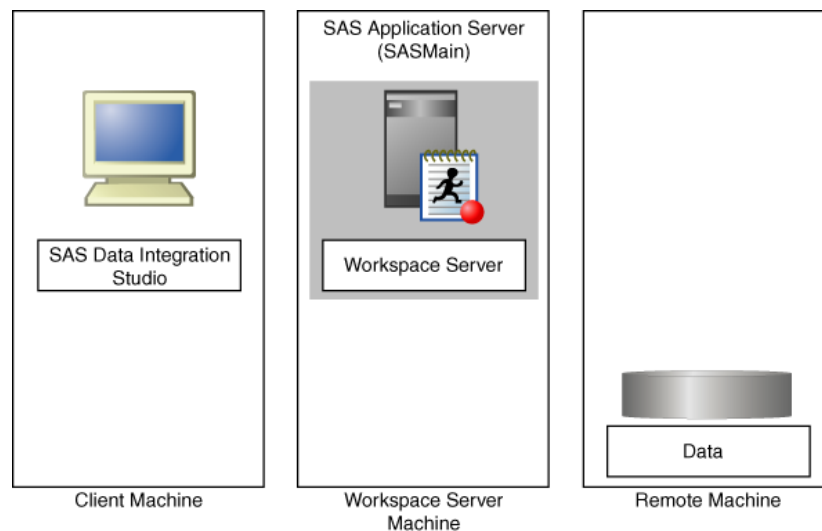 SAS Data Integration
Studio
Client Machine
SAS Application Server
(SASMain)
Workspace Server
Workspace Server
Machine
Data
Remote Machine